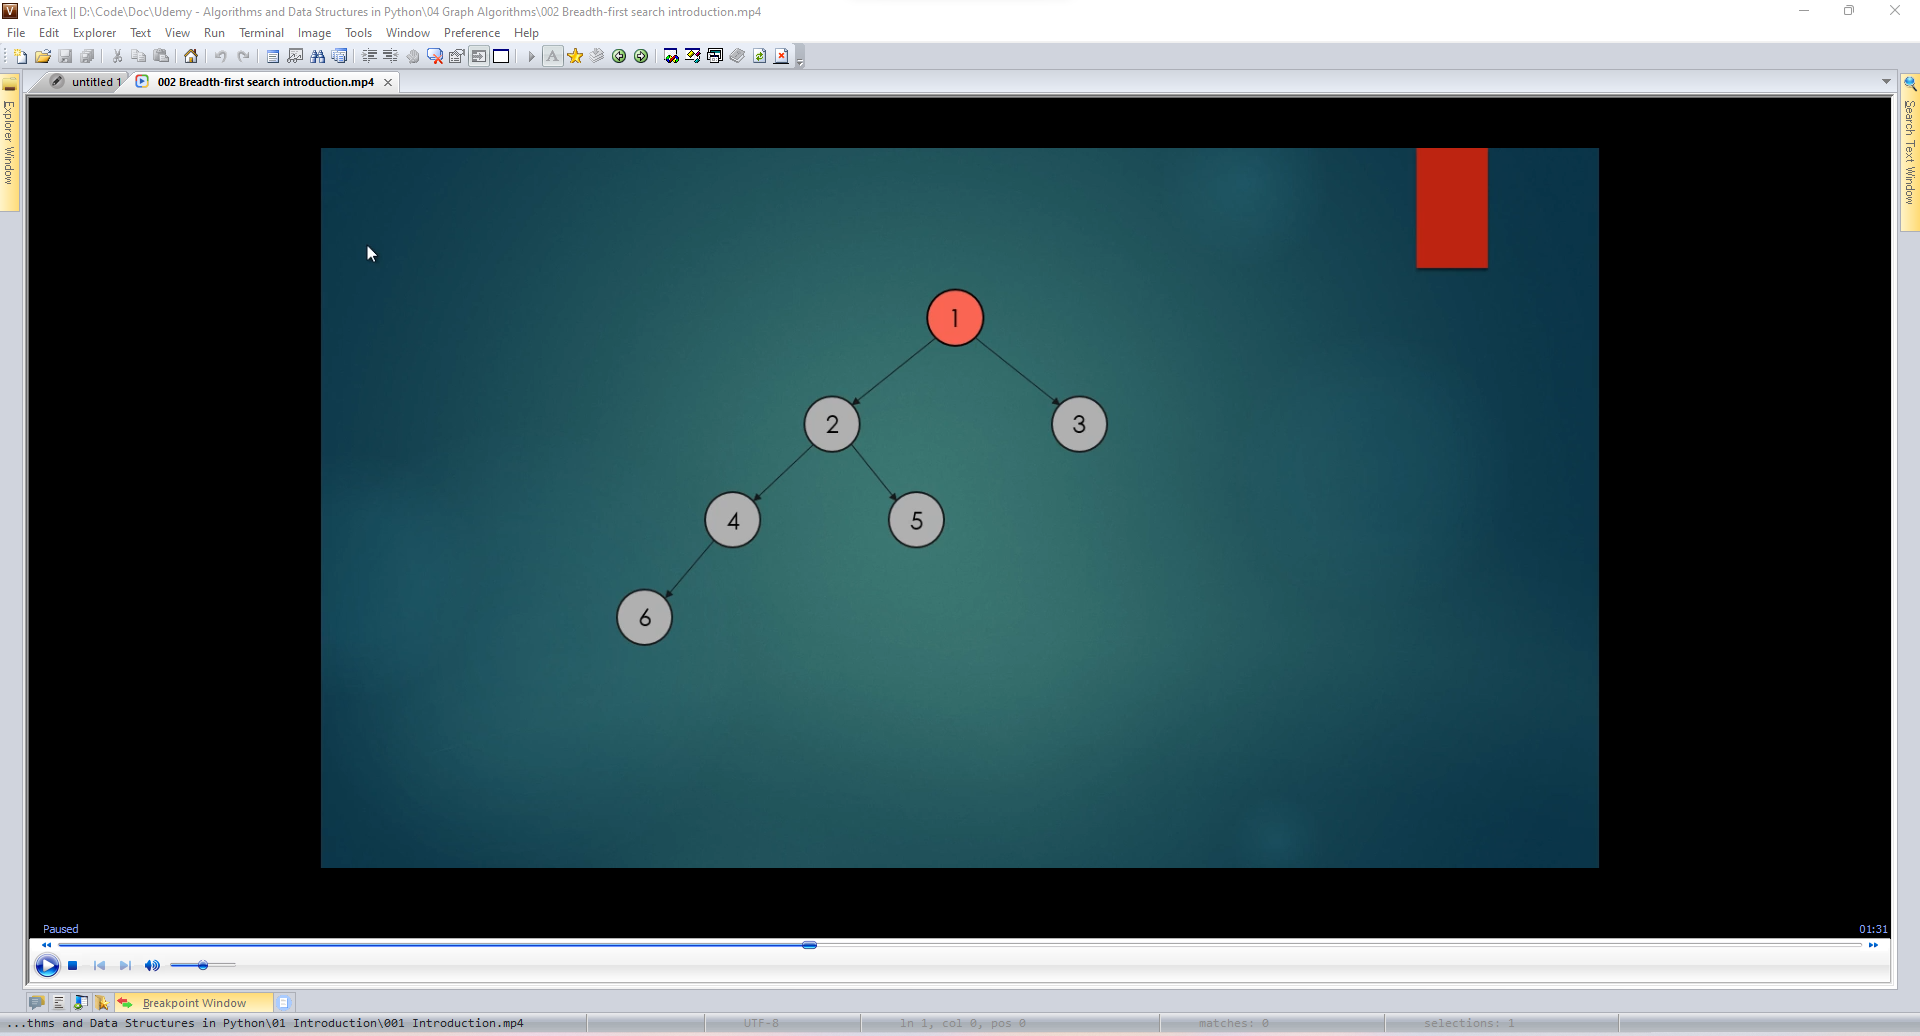 VinaText || D:\Code\Doc\Udemy - Algorithms and Data Structures in Python\04 Graph Algorithms\002 Breadth-first search introduction.mp4
File Edit Explorer Text View Run Terminal Image Tools Window Preference Help
untitled 1 002 Breadth-first search introduction.mp4
Explorer Window
Search Text Window
1
2 3
4 5
6
Paused 01:31
Breakpoint Window
...thms and Data Structures in Python\01 Introduction\001 Introduction.mp4 UTF-8 ln 1, col 0, pos 0 matches: 0 selections: 1